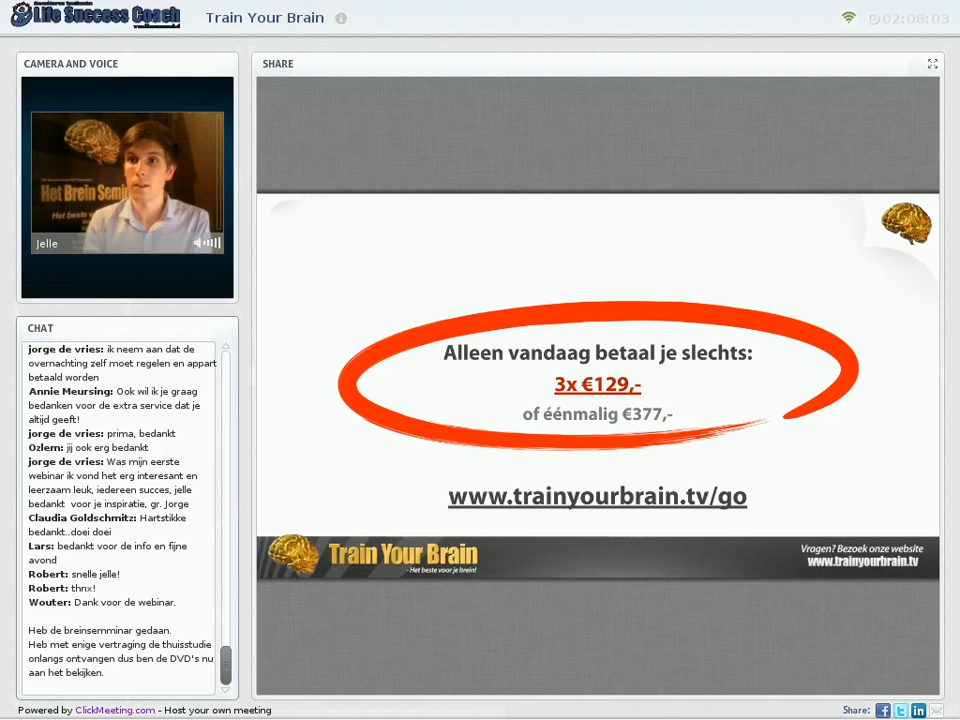 Life Success Coach
Train Your Brain
02:08:03
CAMERA AND VOICE
SHARE
Het Brein Semin
Het beste v
Jelle
CHAT
jorge de vries: ik neem aan dat de
overnachting zelf moet regelen en appart
betaald worden
Annie Meursing: Ook wil ik je graag
bedanken voor de extra service dat je
altijd geeft!
jorge de vries: prima, bedankt
Ozlem: jij ook erg bedankt
jorge de vries: Was mijn eerste
webinar ik vond het erg interesant en
leerzaam leuk, iedereen succes, jelle
bedankt  voor je inspiratie, gr. Jorge
Claudia Goldschmitz: Hartstikke
bedankt..doei doei
Lars: bedankt voor de info en fijne
avond
Robert: snelle jelle!
Robert: thnx!
Wouter: Dank voor de webinar.
Heb de breinsemminar gedaan.
Heb met enige vertraging de thuisstudie
onlangs ontvangen dus ben de DVD's nu
aan het bekijken.
Alleen vandaag betaal je slechts:
3x €129,-
of éénmalig €377,-
www.trainyourbrain.tv/go
Train Your Brain
- Het beste voor je brein!
Vragen? Bezoek onze website
www.trainyourbrain.tv
Powered by ClickMeeting.com - Host your own meeting
Share: